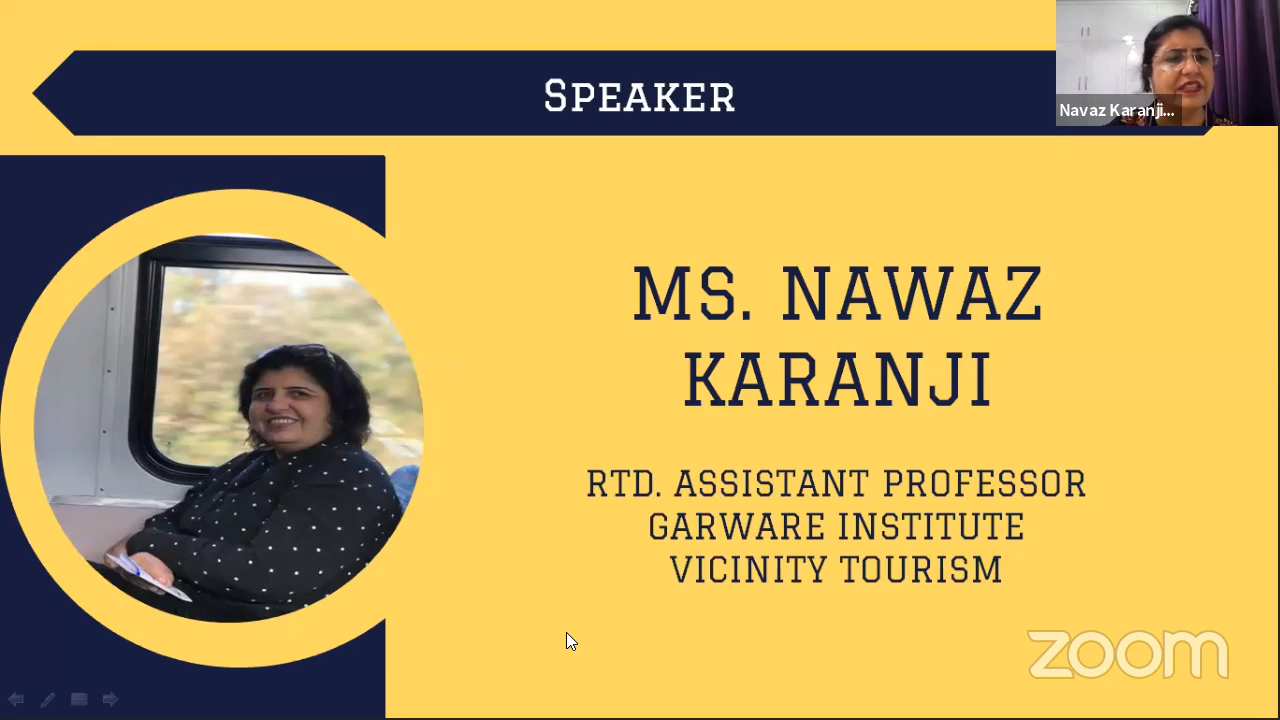 SPEAKER
Navaz Karanji...
MS. NAWAZ
KARANJI
RTD. ASSISTANT PROFESSOR
GARWARE INSTITUTE
VICINITY TOURISM
zoom